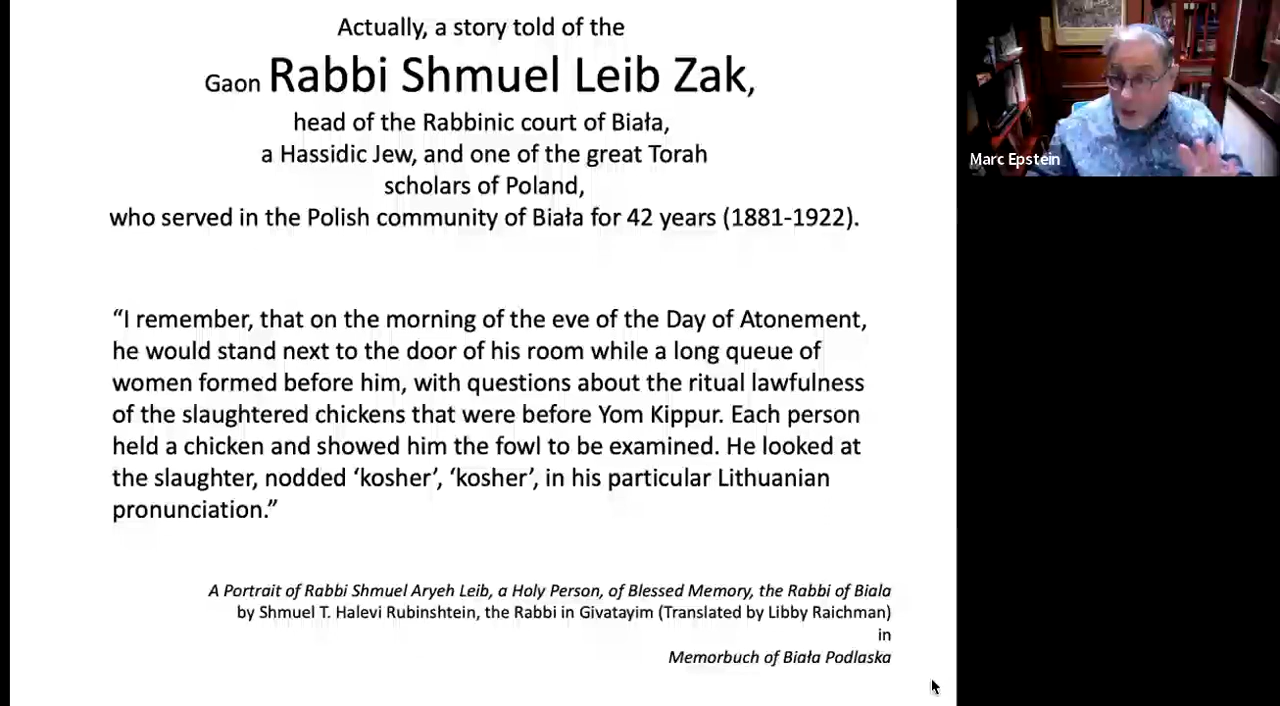 Actually, a story told of the
Gaon Rabbi Shmuel Leib Zak,
head of the Rabbinic court of Biała,
a Hassidic Jew, and one of the great Torah
scholars of Poland,
who served in the Polish community of Biała for 42 years (1881-1922).
“I remember, that on the morning of the eve of the Day of Atonement,
he would stand next to the door of his room while a long queue of
women formed before him, with questions about the ritual lawfulness
of the slaughtered chickens that were before Yom Kippur. Each person
held a chicken and showed him the fowl to be examined. He looked at
the slaughter, nodded ‘kosher’, ‘kosher’, in his particular Lithuanian
pronunciation.”
A Portrait of Rabbi Shmuel Aryeh Leib, a Holy Person, of Blessed Memory, the Rabbi of Biala
by Shmuel T. Halevi Rubinshtein, the Rabbi in Givatayim (Translated by Libby Raichman)
in
Memorbuch of Biała Podlaska
Marc Epstein